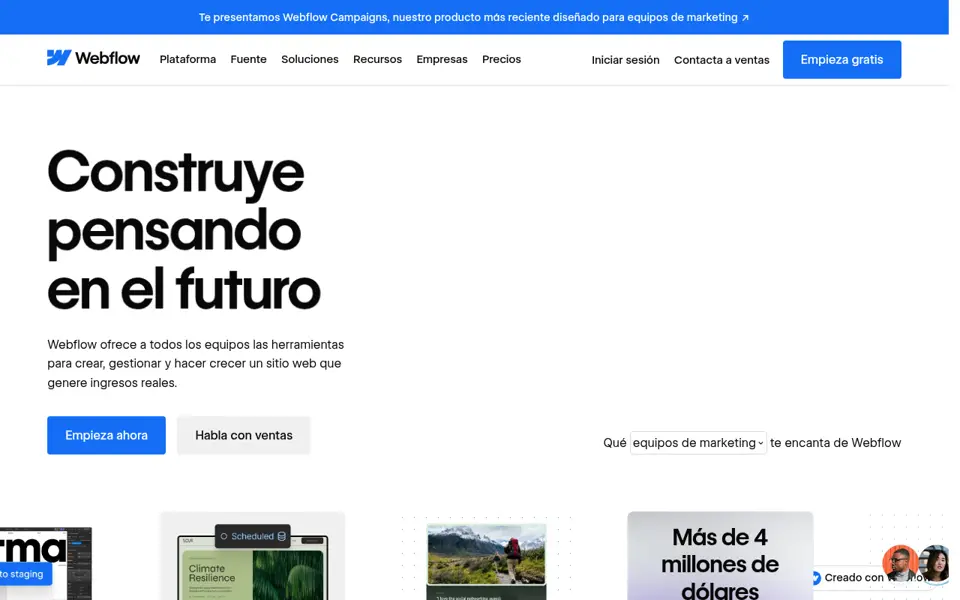 Te presentamos Webflow Campaigns, nuestro producto más reciente diseñado para equipos de marketing ↗
Webflow Plataforma Fuente Soluciones Recursos Empresas Precios Iniciar sesión Contacta a ventas Empieza gratis
Construye
pensando
en el futuro
Webflow ofrece a todos los equipos las herramientas
para crear, gestionar y hacer crecer un sitio web que
genere ingresos reales.
Empieza ahora Habla con ventas
Qué equipos de marketing te encanta de Webflow
rma
to staging
Scheduled
Climate
Resilience
Más de 4
millones de
dólares
Creado con